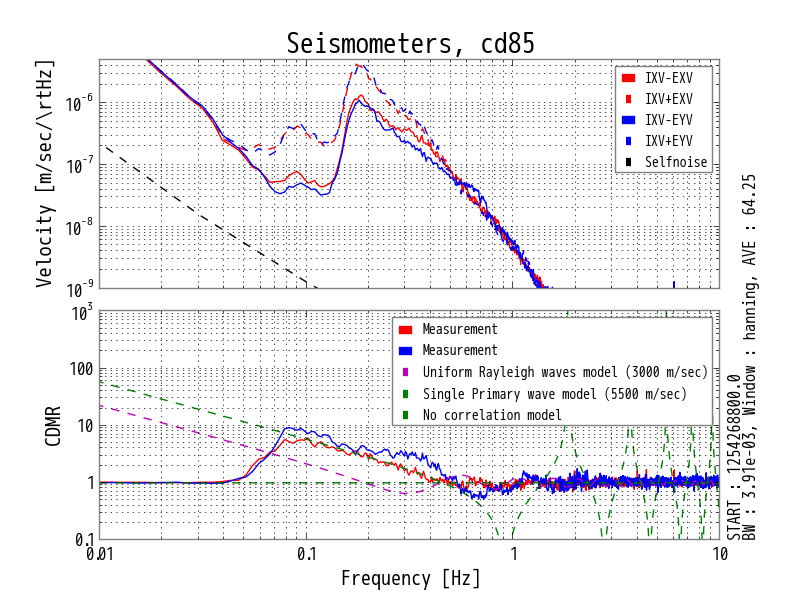 Seismometers, cd85
Velocity [m/sec/\rtHz]
10^-6
10^-7
10^-8
10^-9
IXV-EXV
IXV+EXV
IXV-EYV
IXV+EYV
Selfnoise
CDMR
10^3
100
10
1
0.1
Measurement
Measurement
Uniform Rayleigh waves model (3000 m/sec)
Single Primary wave model (5500 m/sec)
No correlation model
0.01
0.1
1
10
Frequency [Hz]
START : 1254268800.0
BW : 3.91e-03, Window : hanning, AVE : 64.25